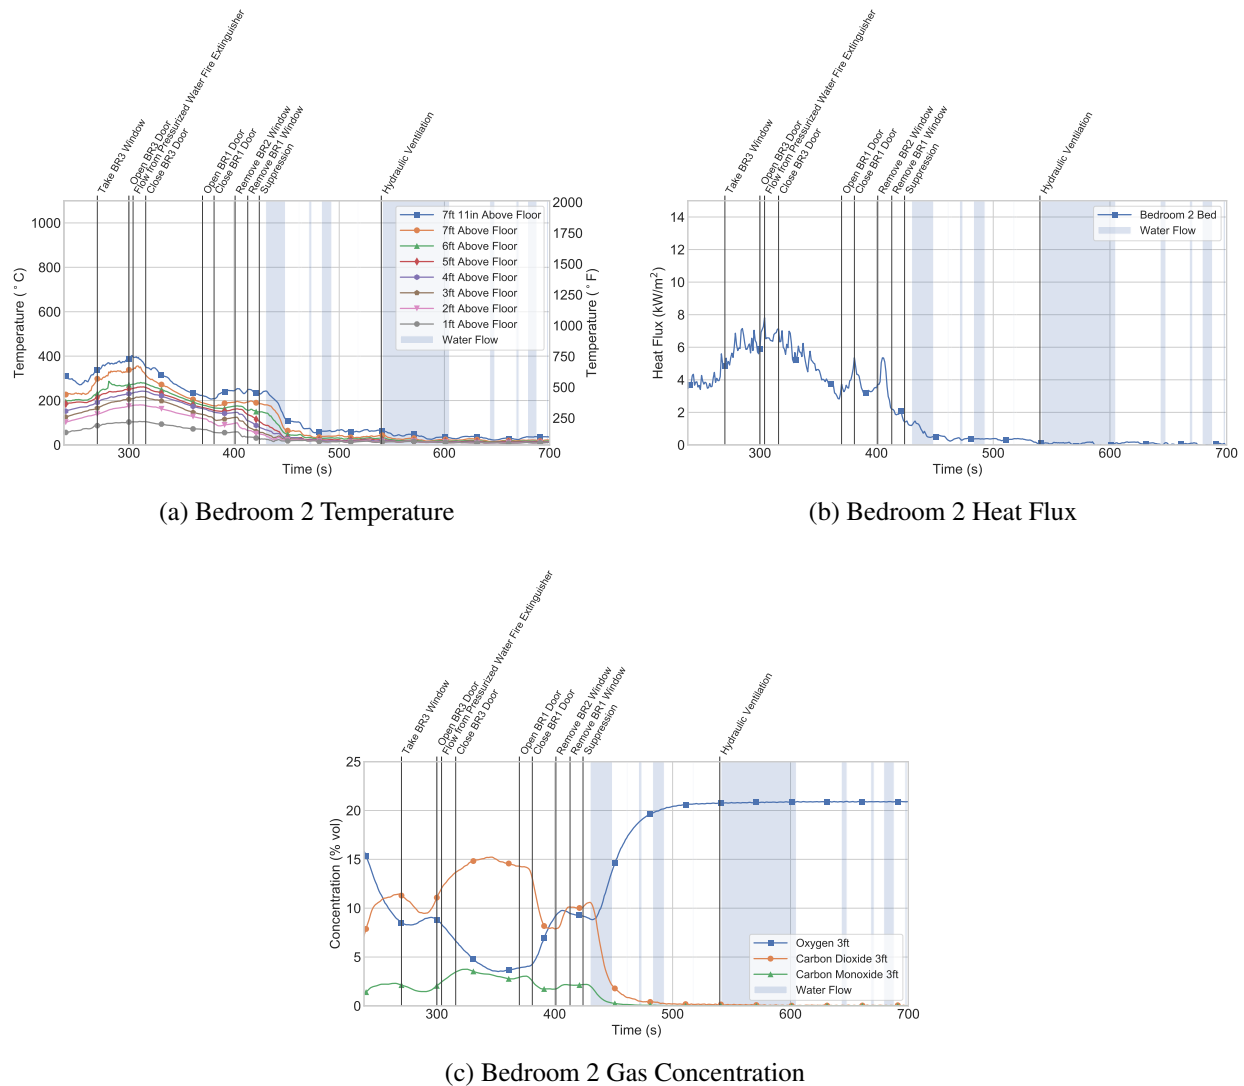 Take BR3 Window
Open BR3 Door
Flow from Pressurized Water Fire Extinguisher
Close BR3 Door
Open BR1 Door
Close BR1 Door
Remove BR2 Window
Remove BR1 Window
Suppression
Hydraulic Ventilation
Temperature (°C)
1000
800
600
400
200
0
7ft 11in Above Floor
7ft Above Floor
6ft Above Floor
5ft Above Floor
4ft Above Floor
3ft Above Floor
2ft Above Floor
1ft Above Floor
Water Flow
2000
1750
1500
1250
1000
750
500
250
Temperature (°F)
300
400
500
600
700
Time (s)
(a) Bedroom 2 Temperature
Take BR3 Window
Open BR3 Door
Flow from Pressurized Water Fire Extinguisher
Close BR3 Door
Open BR1 Door
Close BR1 Door
Remove BR2 Window
Remove BR1 Window
Suppression
Hydraulic Ventilation
Heat Flux (kW/m²)
14
12
10
8
6
4
2
0
Bedroom 2 Bed
Water Flow
300
400
500
600
700
Time (s)
(b) Bedroom 2 Heat Flux
Take BR3 Window
Open BR3 Door
Flow from Pressurized Water Fire Extinguisher
Close BR3 Door
Open BR1 Door
Close BR1 Door
Remove BR2 Window
Remove BR1 Window
Suppression
Hydraulic Ventilation
Concentration (% vol)
25
20
15
10
5
0
Oxygen 3ft
Carbon Dioxide 3ft
Carbon Monoxide 3ft
Water Flow
300
400
500
600
700
Time (s)
(c) Bedroom 2 Gas Concentration